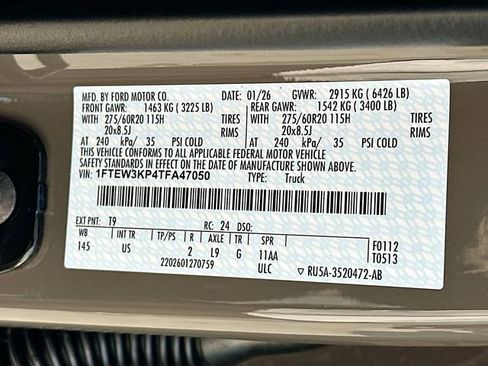 MFD. BY FORD MOTOR CO. DATE: 01/26 GVWR: 2915 KG ( 6426 LB)
FRONT GAWR: 1463 KG ( 3225 LB) REAR GAWR: 1542 KG ( 3400 LB)
WITH 275/60R20 115H TIRES WITH 275/60R20 115H TIRES
20x8.5J RIMS 20x8.5J RIMS
AT 240 kPa/ 35 PSI COLD AT 240 kPa/ 35 PSI COLD
THIS VEHICLE CONFORMS TO ALL APPLICABLE FEDERAL MOTOR VEHICLE
SAFETY STANDARDS IN EFFECT ON THE DATE OF MANUFACTURE SHOWN ABOVE.
VIN: 1FTEW3KP4TFA47050 TYPE: Truck
F0112
T0513
EXT PNT: T9 RC: 24 DSO:
WB INT TR TP/PS R AXLE TR SPR
145 US 2 L9 G 11AA
2202601270759 ULC ▽ RU5A-3520472-AB